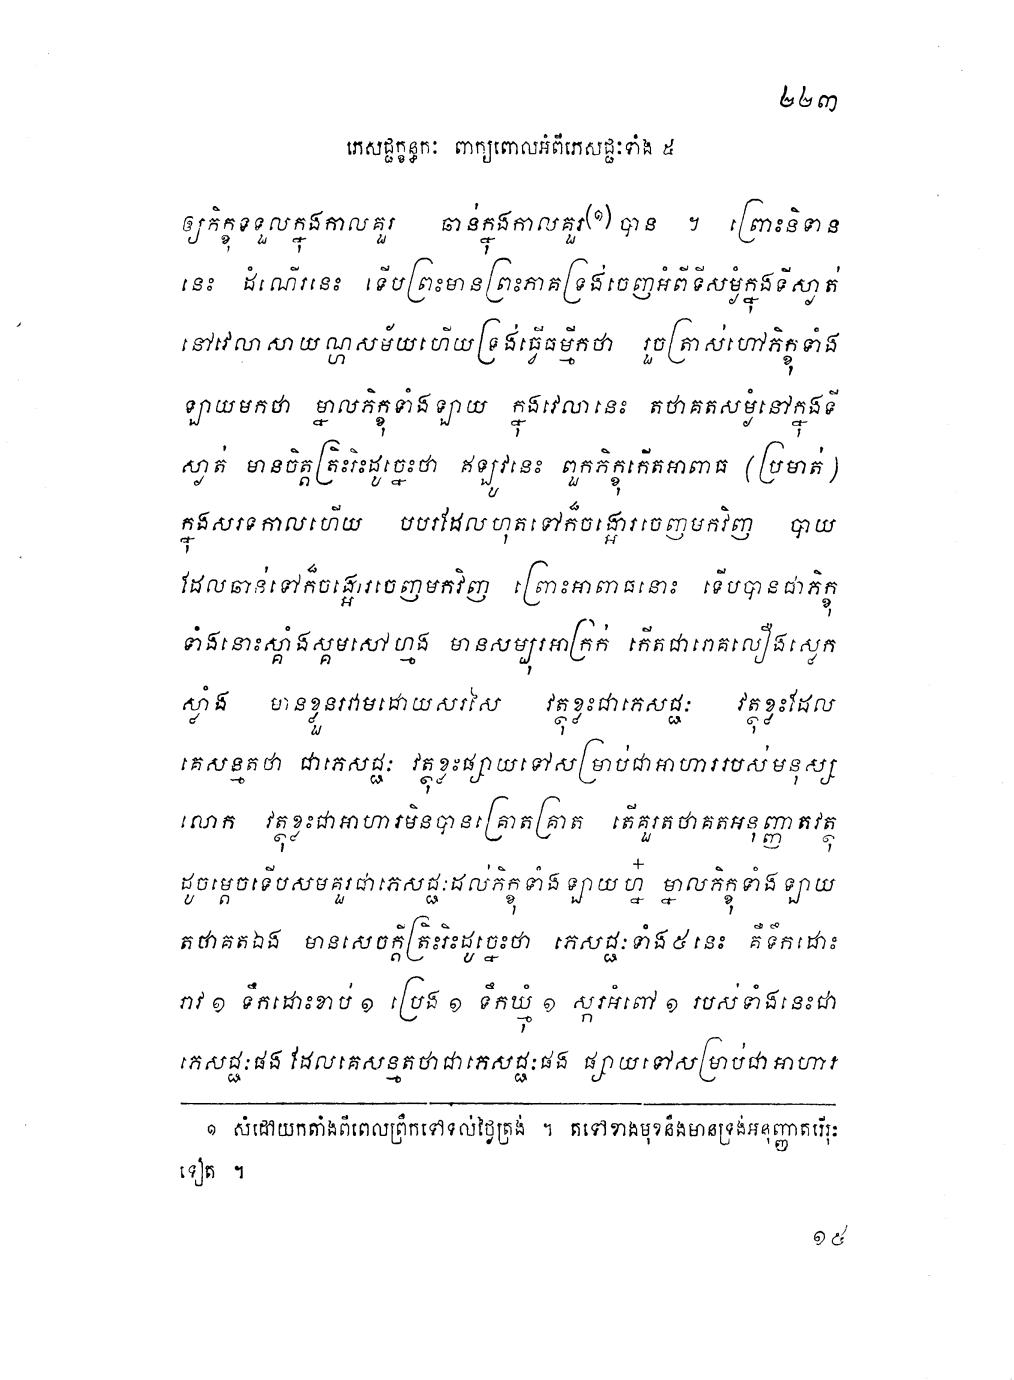 ២២៣
ភេសជ្ជក្ខន្ធកៈ ពាក្យពោលអំពីភេសជ្ជៈទាំង ៥
ឲ្យភិក្ខុទទួលក្នុងកាលគួរ ឆាន់ក្នុងកាលគួរ(១) បាន ។ ព្រោះនិទាន
នេះ ដំណើរនេះ ទើបព្រះមានព្រះភាគទ្រង់ចេញអំពីទីសម្ងំក្នុងទីស្ងាត់
នៅវេលាសាយណ្ហសម័យហើយទ្រង់ធ្វើធម្មីកថា រួចត្រាស់ហៅភិក្ខុទាំង
ឡាយមកថា ម្នាលភិក្ខុទាំងឡាយ ក្នុងវេលានេះ តថាគតសម្ងំនៅក្នុងទី
ស្ងាត់ មានចិត្តត្រិះរិះដូច្នេះថា ឥឡូវនេះ ពួកភិក្ខុកើតអាពាធ (ប្រមាត់)
ក្នុងសរទកាលហើយ បបរដែលហុតទៅក៏ចង្អោរចេញមកវិញ បាយ
ដែលឆាន់ទៅក៏ចង្អោរចេញមកវិញ ព្រោះអាពាធនោះ ទើបបានជាភិក្ខុ
ទាំងនោះស្គាំងស្គមសៅហ្មង មានសម្បុរអាក្រក់ កើតជារោគលឿងស្លេក
ស្លាំង មានខ្លួនរវាមដោយសរសៃ វត្ថុខ្លះជាភេសជ្ជៈ វត្ថុខ្លះដែល
គេសន្មតថា ជាភេសជ្ជៈ វត្ថុខ្លះផ្សាយទៅសម្រាប់ជាអាហាររបស់មនុស្ស
លោក វត្ថុខ្លះជាអាហារមិនបានគ្រោតគ្រាត តើគួរតថាគតអនុញ្ញាតវត្ថុ
ដូចម្តេចទើបសមគួរជាភេសជ្ជៈដល់ភិក្ខុទាំងឡាយហ្ន៎ ម្នាលភិក្ខុទាំងឡាយ
តថាគតឯង មានសេចក្តីត្រិះរិះដូច្នេះថា ភេសជ្ជៈទាំង៥នេះ គឺទឹកដោះ
រាវ ១ ទឹកដោះខាប់ ១ ប្រេង ១ ទឹកឃ្មុំ ១ ស្ករអំពៅ ១ របស់ទាំងនេះជា
ភេសជ្ជៈផង ដែលគេសន្មតថាជាភេសជ្ជៈផង ផ្សាយទៅសម្រាប់ជាអាហារ
១ សំដៅយកតាំងពីពេលព្រឹកទៅទល់ថ្ងៃត្រង់ ។ តទៅខាងមុខនឹងមានទ្រង់អនុញ្ញាតរើរុះ
ទៀត ។
១៥